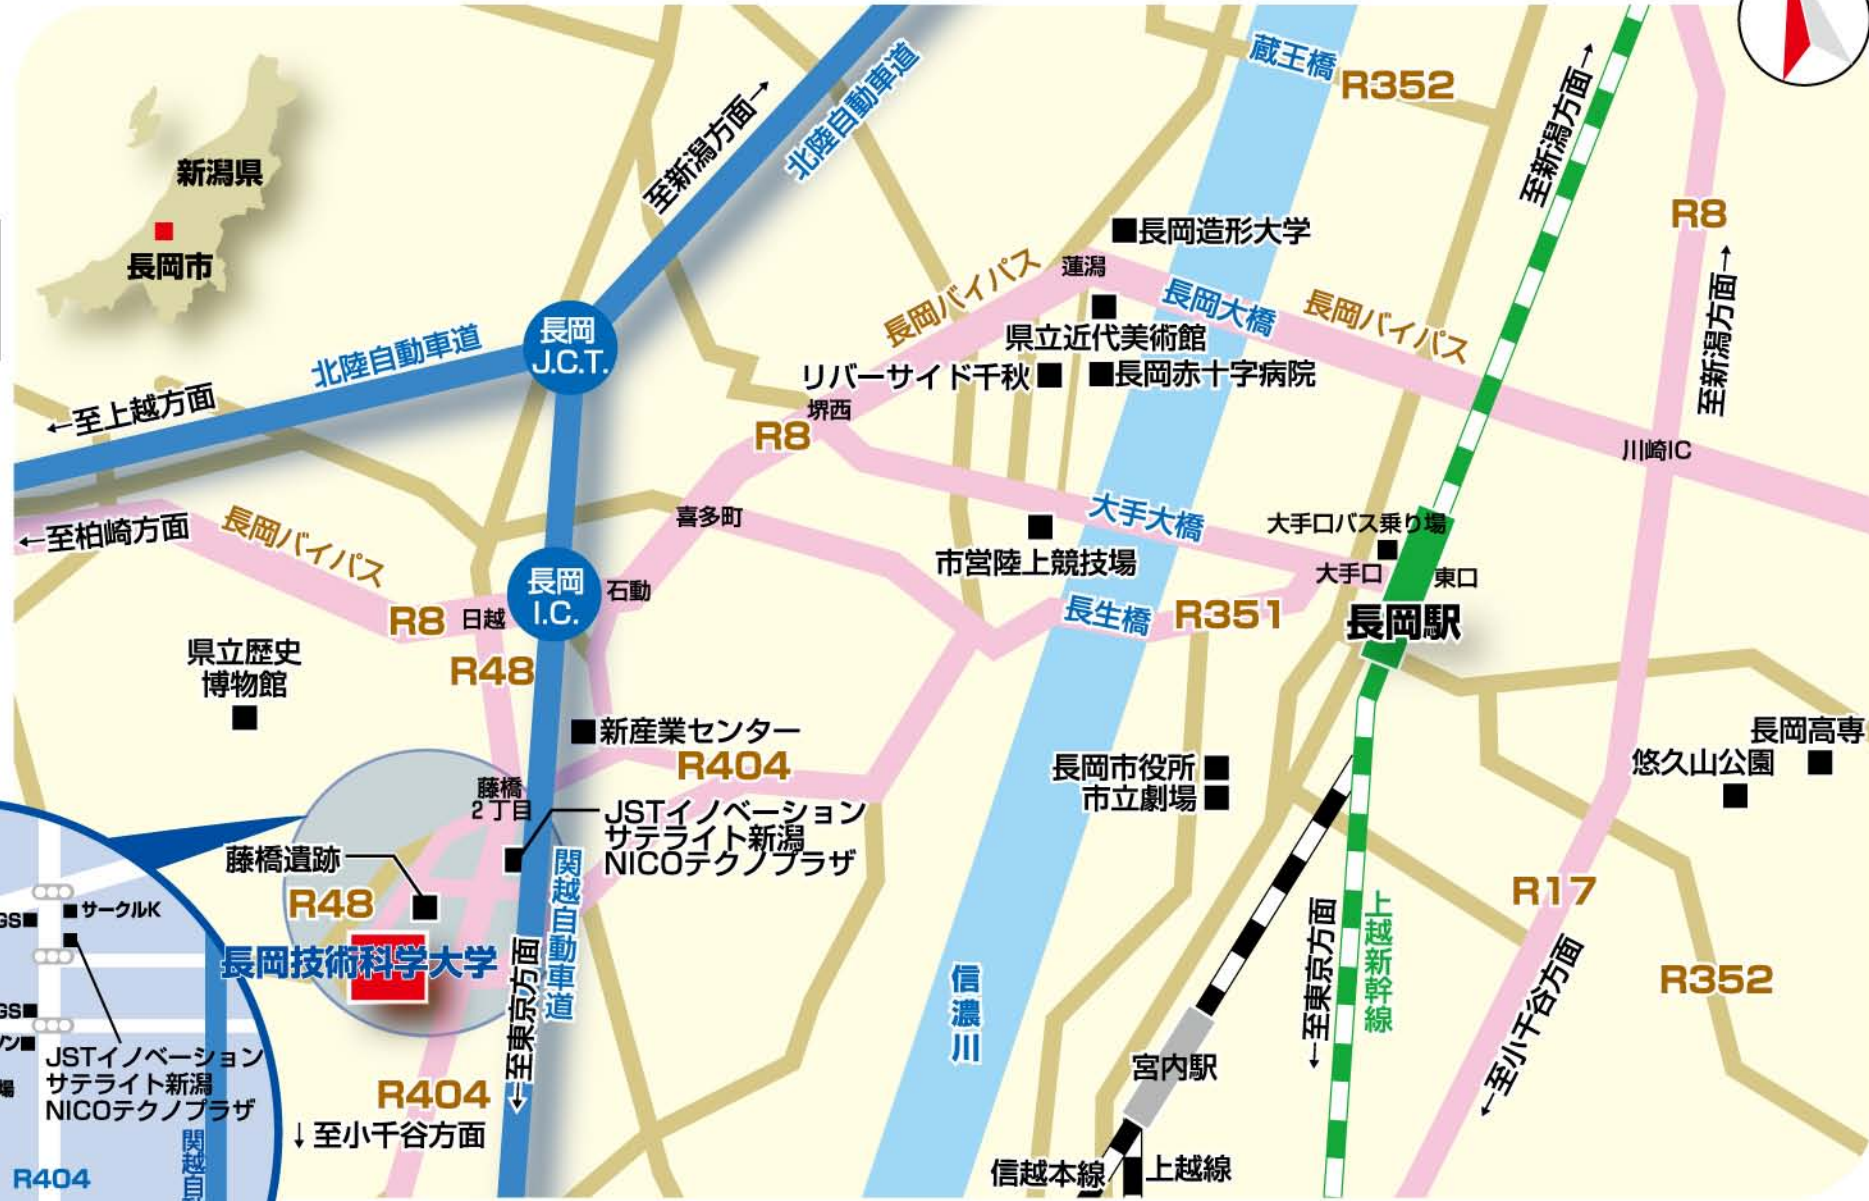 蔵王橋
R352
至新潟方面→
北陸自動車道
至新潟方面→
新潟県
長岡市
R8
至新潟方面→
■長岡造形大学
蓮潟
長岡バイパス
長岡大橋
長岡バイパス
県立近代美術館
リバーサイド千秋■
■長岡赤十字病院
堺西
R8
長岡
J.C.T.
北陸自動車道
←至上越方面
川崎IC
←至柏崎方面
長岡バイパス
喜多町
大手大橋
市営陸上競技場
大手口バス乗り場
大手口
東口
長岡駅
長岡
I.C.
石動
R8
日越
長生橋
R351
県立歴史
博物館
R48
■新産業センター
R404
長岡市役所■
市立劇場■
長岡高専
悠久山公園
藤橋
2丁目
JSTイノベーション
サテライト新潟
NICOテクノプラザ
藤橋遺跡
R48
長岡技術科学大学
関越自動車道
←至東京方面
信濃川
←至東京方面
上越新幹線
R17
←至小千谷方面
R352
宮内駅
信越本線
上越線
R404
↓至小千谷方面
GS■
■サークルK
GS■
ン■
場
JSTイノベーション
サテライト新潟
NICOテクノプラザ
R404
関越自